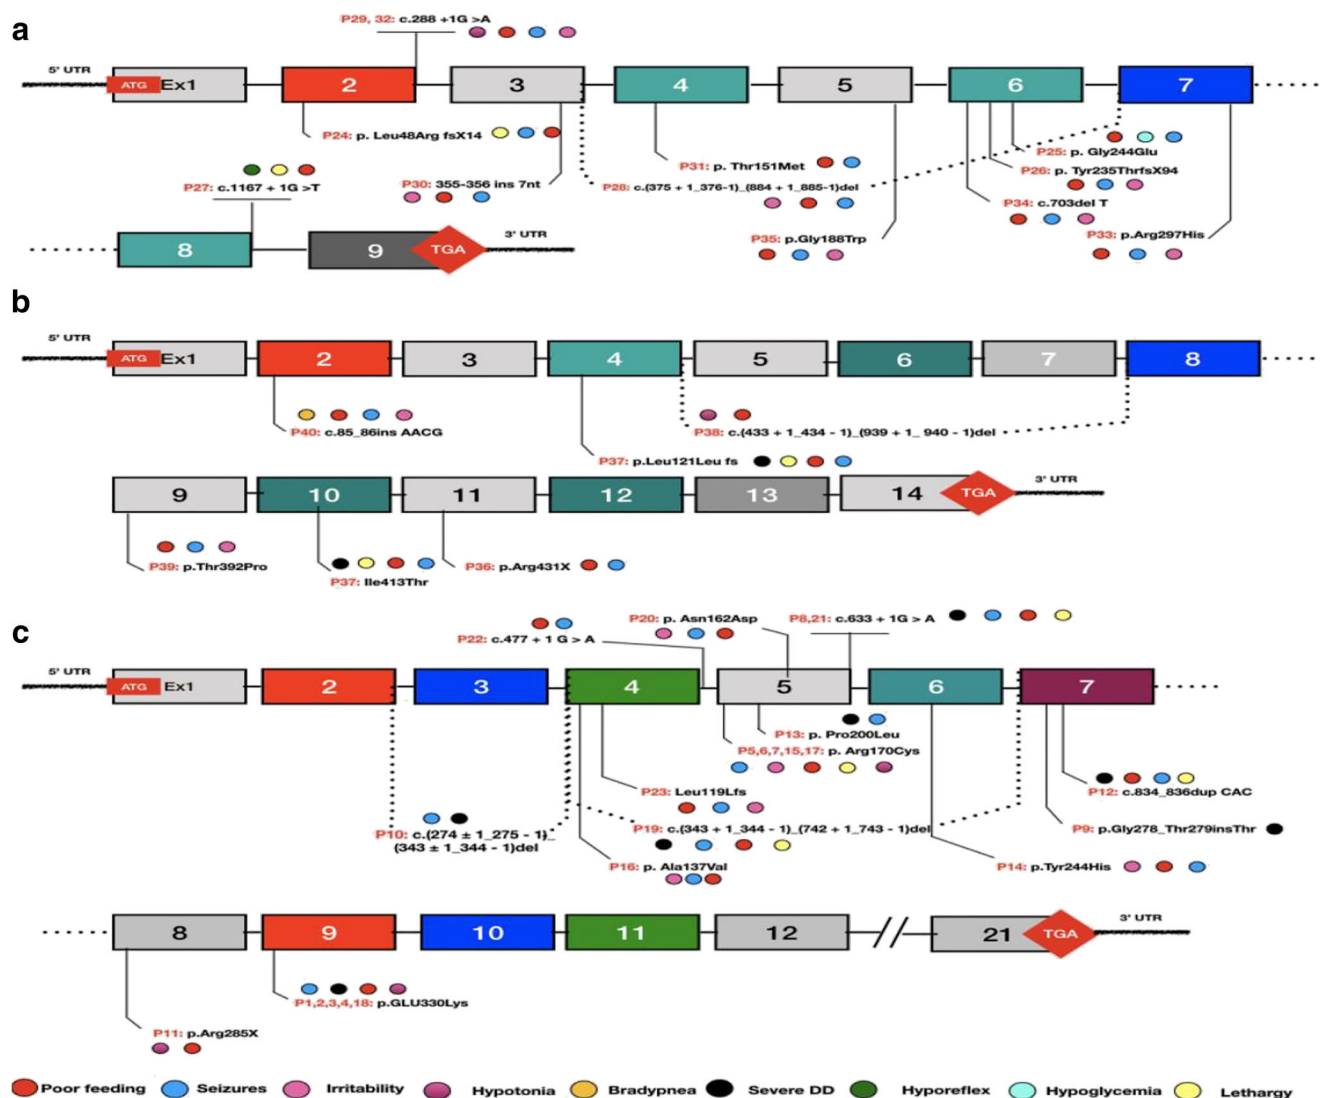 a
P29, 32: c.288 +1G >A
5' UTR
ATG Ex1 2 3 4 5 6 7
P24: p. Leu48Arg fsX14
P25: p. Gly244Glu
P31: p. Thr151Met
P26: p. Tyr235ThrfsX94
P27: c.1167 + 1G >T
P30: 355-356 ins 7nt
P28: c.(375 + 1_376-1)_(884 + 1_885-1)del
P34: c.703del T
P35: p.Gly188Trp
P33: p.Arg297His
8 9 TGA 3' UTR
b
5' UTR
ATG Ex1 2 3 4 5 6 7 8
P40: c.85_86ins AACG
P38: c.(433 + 1_434 - 1)_(939 + 1_ 940 - 1)del
P37: p.Leu121Leu fs
9 10 11 12 13 14 TGA 3' UTR
P39: p.Thr392Pro
P37: Ile413Thr
P36: p.Arg431X
c
P20: p. Asn162Asp
P8,21: c.633 + 1G > A
P22: c.477 + 1 G > A
5' UTR
ATG Ex1 2 3 4 5 6 7
P13: p. Pro200Leu
P5,6,7,15,17: p. Arg170Cys
P23: Leu119Lfs
P12: c.834_836dup CAC
P10: c.(274 ± 1_275 - 1)_
(343 ± 1_344 - 1)del
P19: c.(343 + 1_344 - 1)_(742 + 1_743 - 1)del
P9: p.Gly278_Thr279insThr
P16: p. Ala137Val
P14: p.Tyr244His
8 9 10 11 12 21 TGA 3' UTR
P1,2,3,4,18: p.GLU330Lys
P11: p.Arg285X
Poor feeding Seizures Irritability Hypotonia Bradypnea Severe DD Hyporeflex Hypoglycemia Lethargy